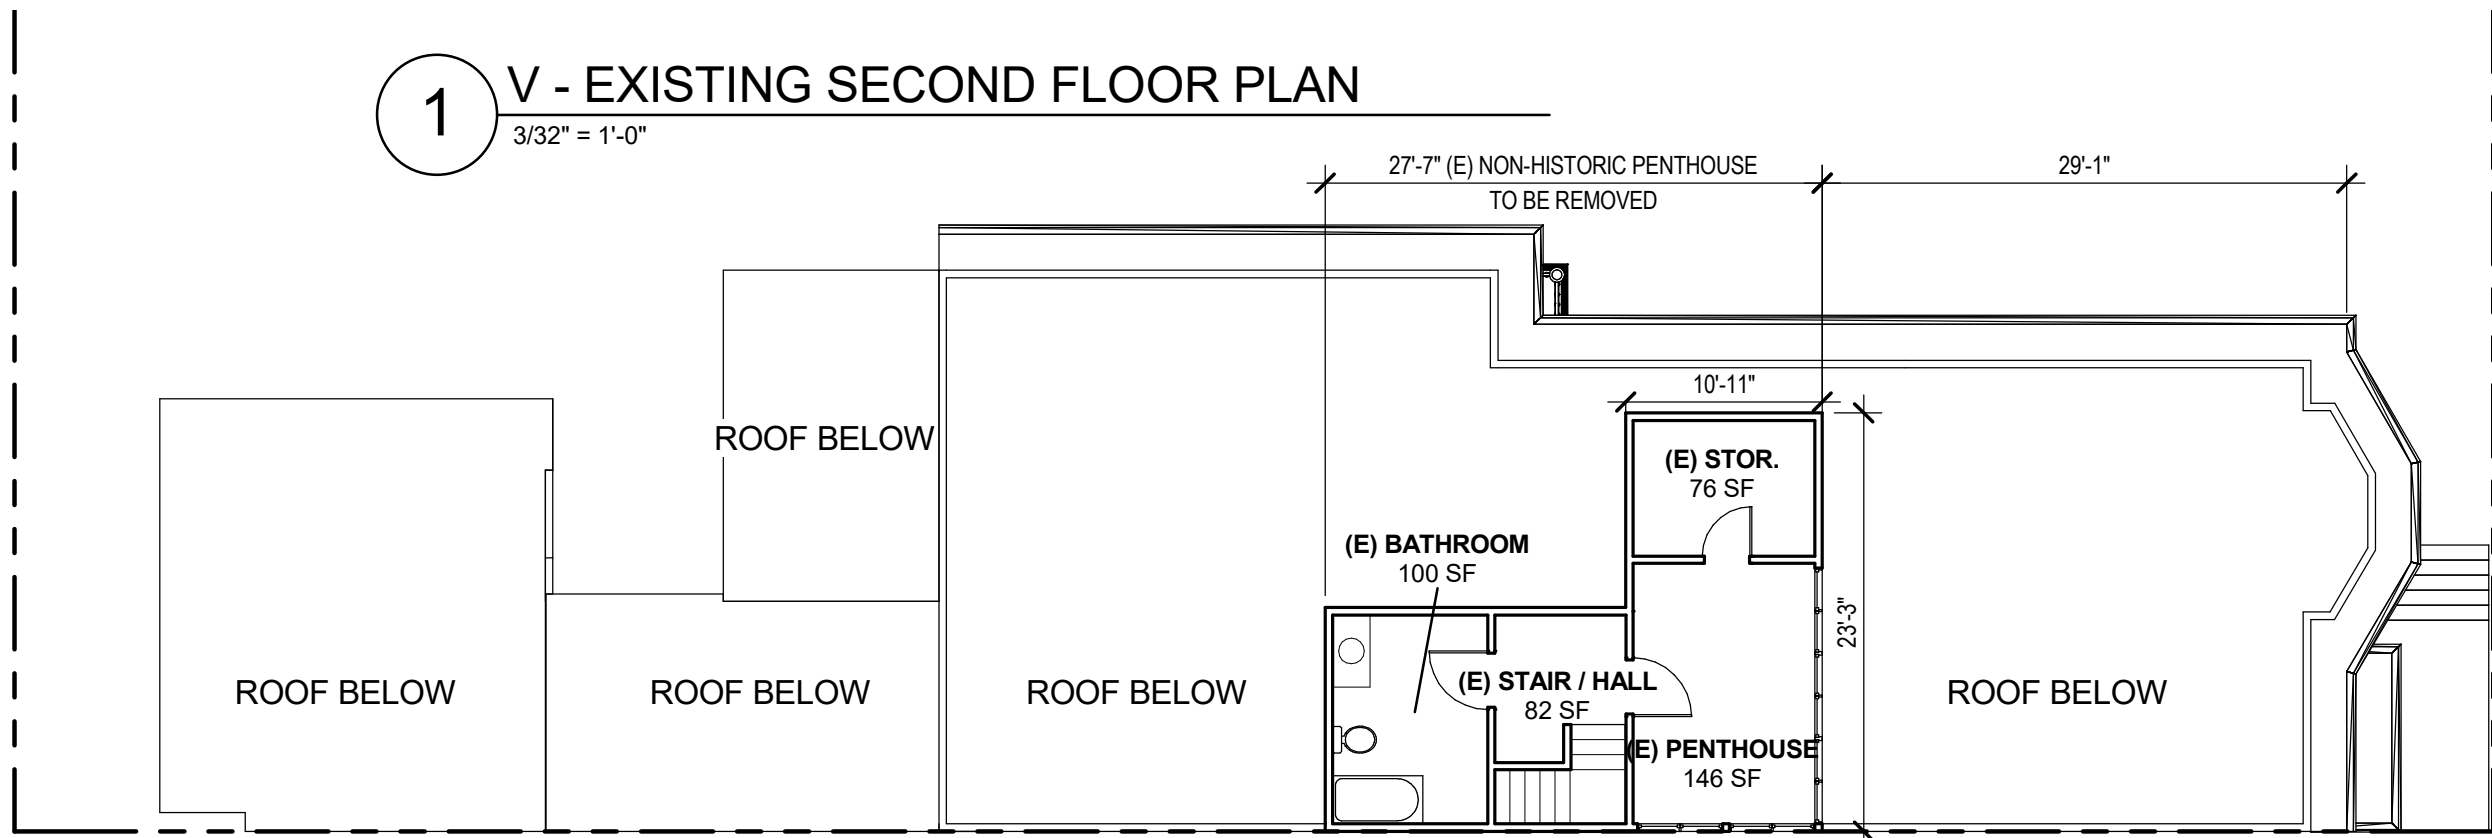 1
V - EXISTING SECOND FLOOR PLAN
3/32" = 1'-0"
27'-7" (E) NON-HISTORIC PENTHOUSE
TO BE REMOVED
29'-1"
10'-11"
ROOF BELOW
(E) STOR.
76 SF
(E) BATHROOM
100 SF
23'-3"
ROOF BELOW
ROOF BELOW
ROOF BELOW
(E) STAIR / HALL
82 SF
ROOF BELOW
(E) PENTHOUSE
146 SF